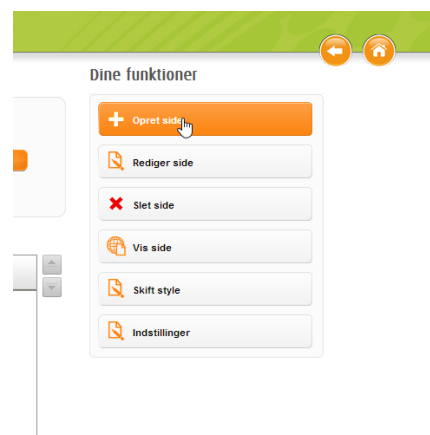 Dine funktioner
Opret side
Rediger side
Slet side
Vis side
Skift style
Indstillinger